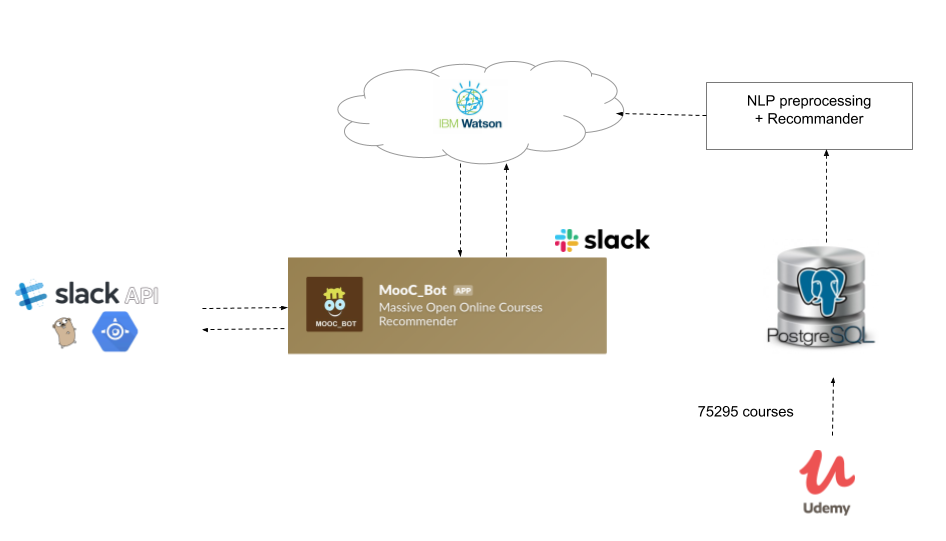 IBM Watson
NLP preprocessing
+ Recommander
slack
slack API
MooC_Bot APP
Massive Open Online Courses
Recommender
MOOC_BOT
PostgreSQL
75295 courses
Udemy